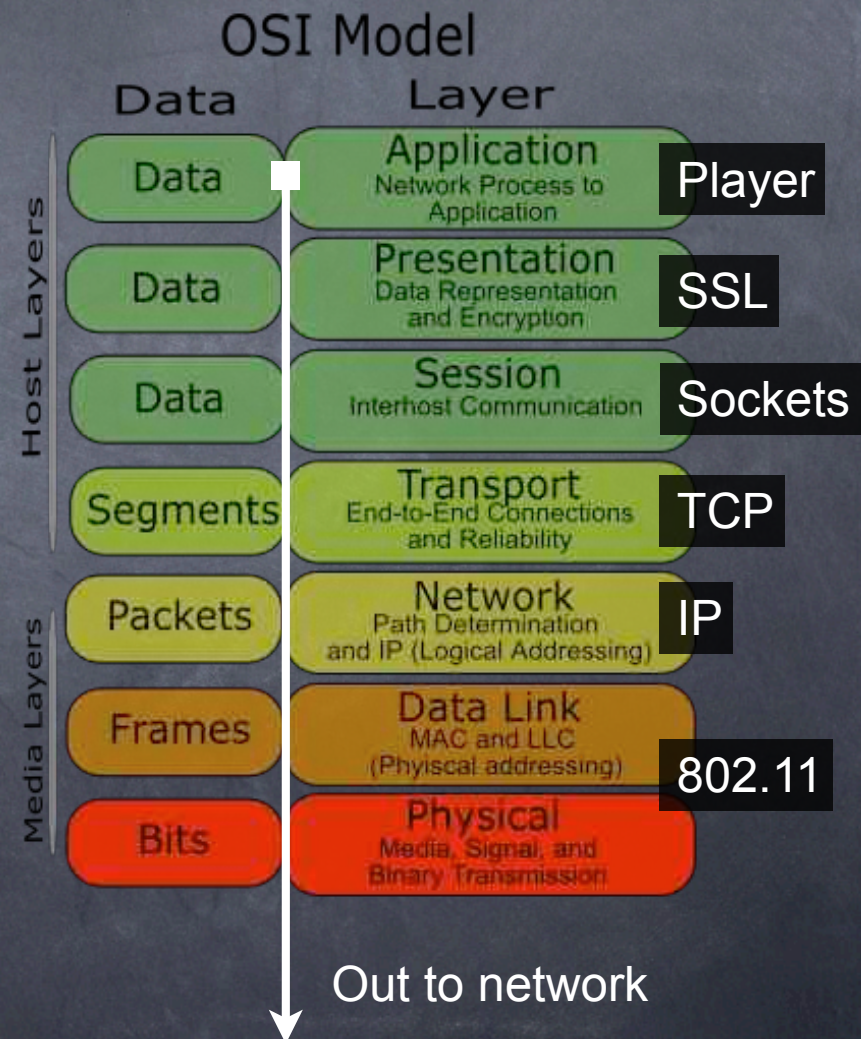 OSI Model
Data
Layer
Host Layers
Data
Application
Network Process to
Application
Player
Data
Presentation
Data Representation
and Encryption
SSL
Data
Session
Interhost Communication
Sockets
Segments
Transport
End-to-End Connections
and Reliability
TCP
Media Layers
Packets
Network
Path Determination
and IP (Logical Addressing)
IP
Frames
Data Link
MAC and LLC
(Phyiscal addressing)
802.11
Bits
Physical
Media, Signal, and
Binary Transmission
Out to network